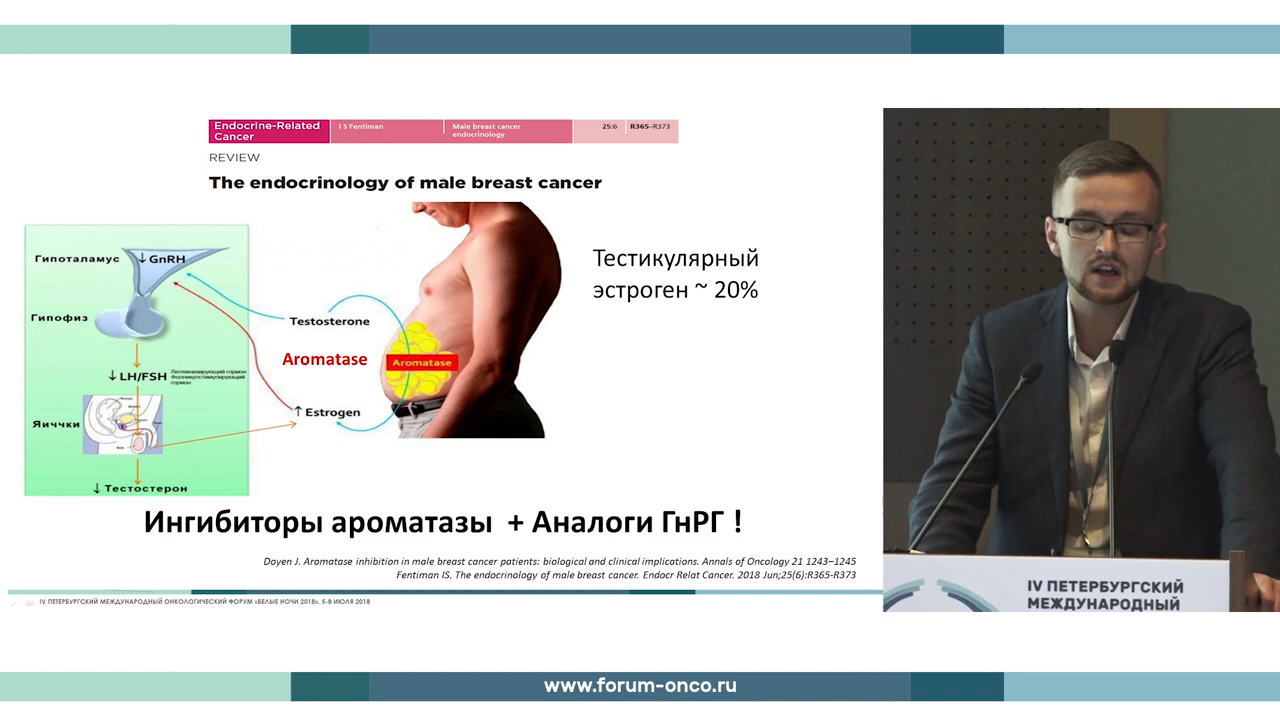 Endocrine-Related
Cancer
I S Fentiman
Male breast cancer
endocrinology
25:6
R365–R373
REVIEW
The endocrinology of male breast cancer
Гипоталамус
↓ GnRH
Гипофиз
↓ LH/FSH
Яиччки
↓ Тестостерон
Testosterone
Aromatase
Aromatase
↑ Estrogen
Тестикулярный
эстроген ~ 20%
Ингибиторы ароматазы + Аналоги ГнРГ !
Doyen J. Aromatase inhibition in male breast cancer patients: biological and clinical implications. Annals of Oncology 21 1243–1245
Fentiman IS. The endocrinology of male breast cancer. Endocr Relat Cancer. 2018 Jun;25(6):R365-R373
IV ПЕТЕРБУРГСКИЙ МЕЖДУНАРОДНЫЙ ОНКОЛОГИЧЕСКИЙ ФОРУМ «БЕЛЫЕ НОЧИ 2018». 5-8 ИЮЛЯ 2018
IV ПЕТЕРБУРГСКИЙ
МЕЖДУНАРОДНЫЙ
www.forum-onco.ru